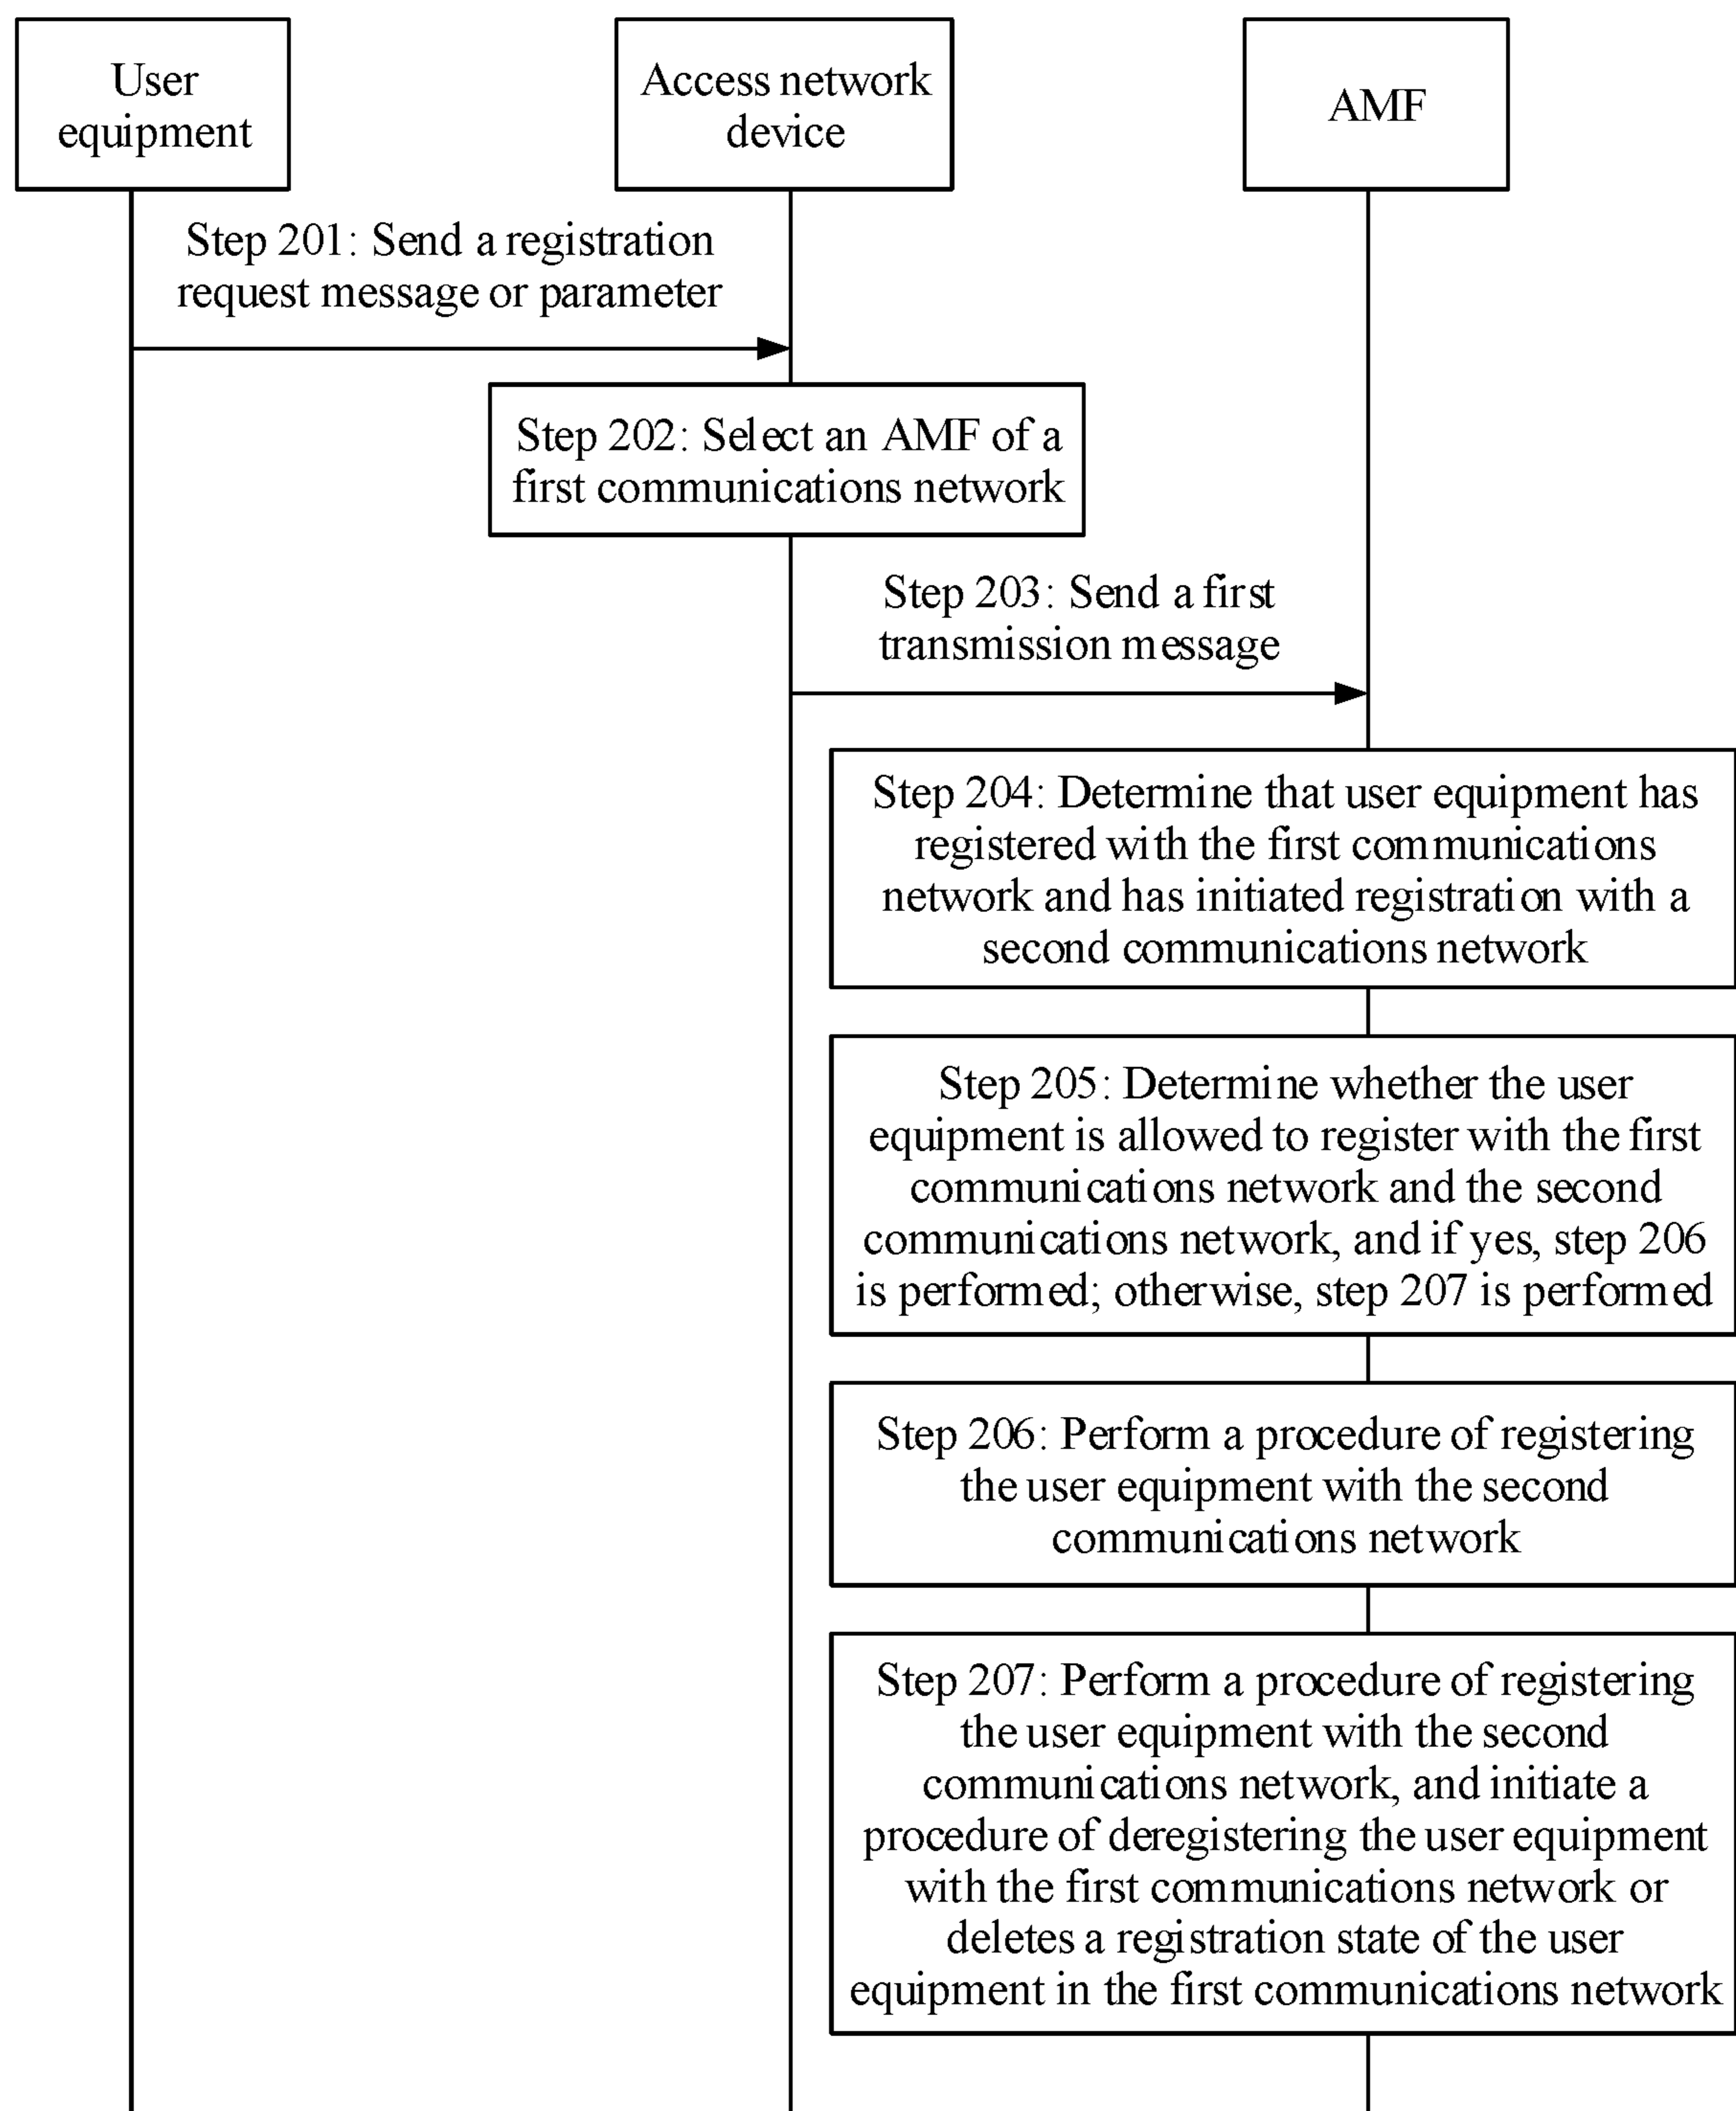 User
equipment
Access network
device
AMF
Step 201: Send a registration
request message or parameter
Step 202: Select an AMF of a
first communications network
Step 203: Send a first
transmission message
Step 204: Determine that user equipment has
registered with the first communications
network and has initiated registration with a
second communications network
Step 205: Determine whether the user
equipment is allowed to register with the first
communications network and the second
communications network, and if yes, step 206
is performed; otherwise, step 207 is performed
Step 206: Perform a procedure of registering
the user equipment with the second
communications network
Step 207: Perform a procedure of registering
the user equipment with the second
communications network, and initiate a
procedure of deregistering the user equipment
with the first communications network or
deletes a registration state of the user
equipment in the first communications network